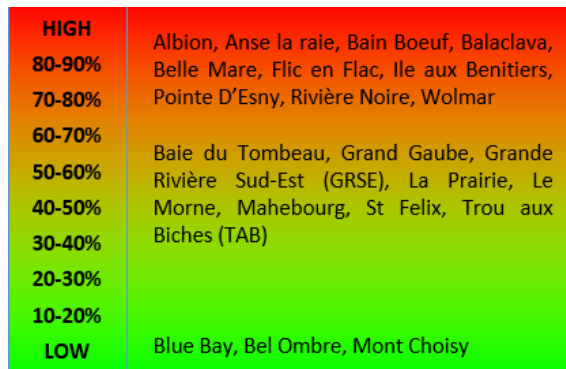 HIGH
80-90%
70-80%
60-70%
50-60%
40-50%
30-40%
20-30%
10-20%
LOW
Albion, Anse la raie, Bain Boeuf, Balaclava,
Belle Mare, Flic en Flac, Ile aux Benitiers,
Pointe D’Esny, Rivière Noire, Wolmar
Baie du Tombeau, Grand Gaube, Grande
Rivière Sud-Est (GRSE), La Prairie, Le
Morne, Mahebourg, St Felix, Trou aux
Biches (TAB)
Blue Bay, Bel Ombre, Mont Choisy